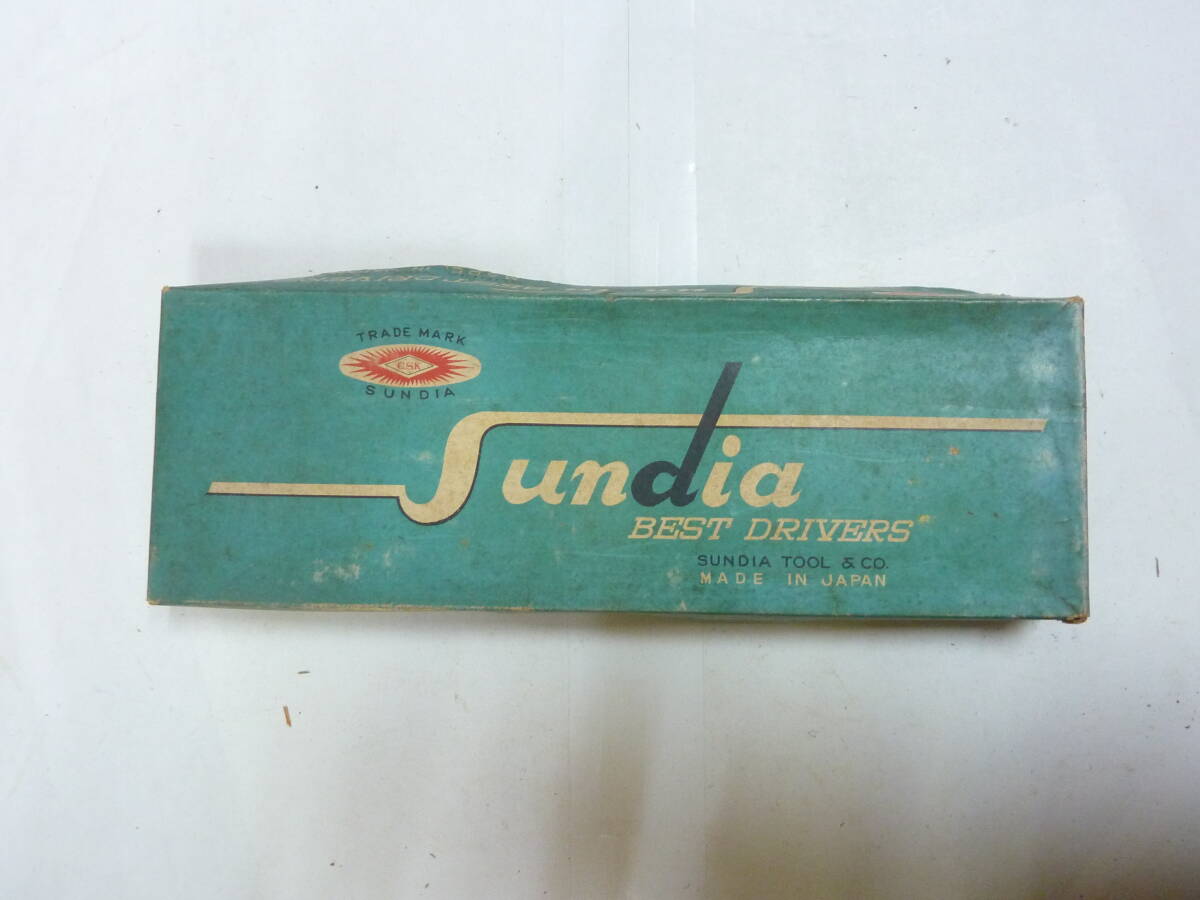 TRADE MARK
CSK
SUNDIA
Sundia
BEST DRIVERS
SUNDIA TOOL & CO.
MADE IN JAPAN